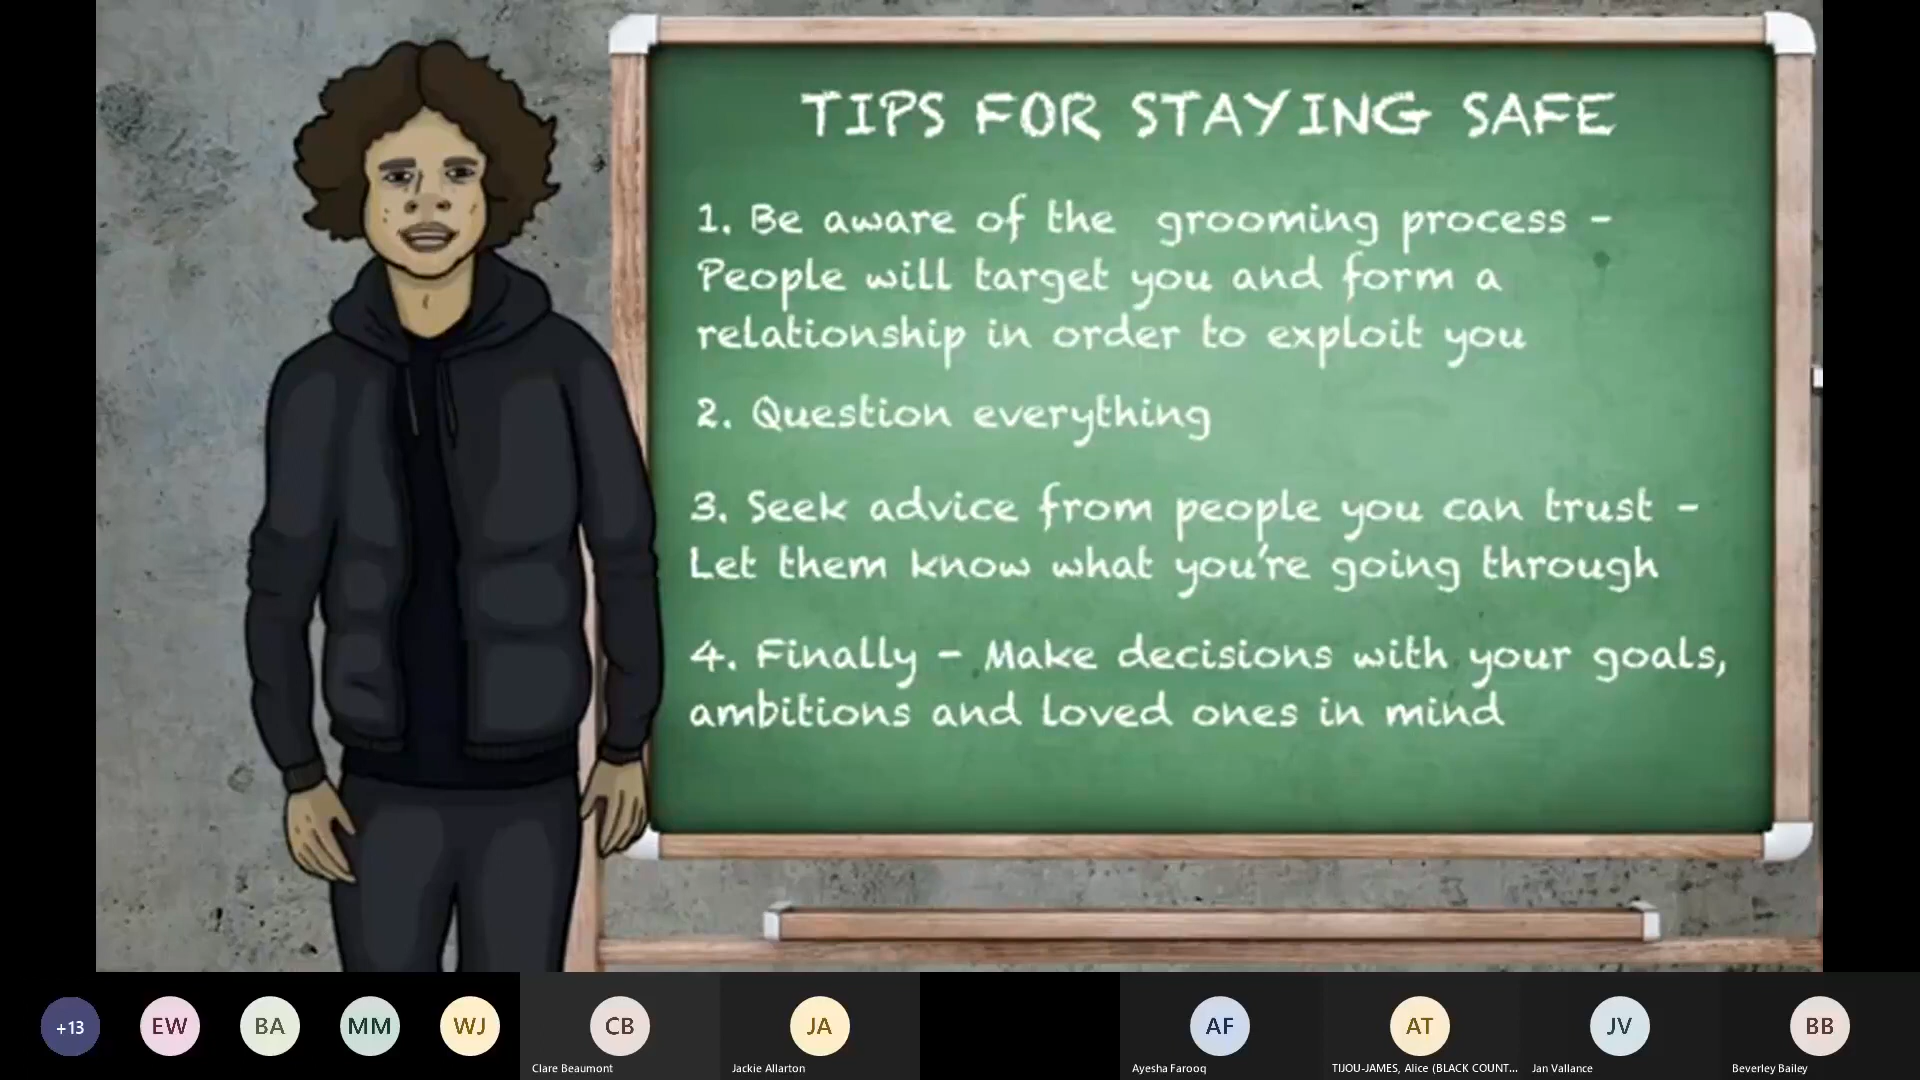 TIPS FOR STAYING SAFE
1. Be aware of the grooming process -
People will target you and form a
relationship in order to exploit you
2. Question everything
3. Seek advice from people you can trust -
Let them know what you're going through
4. Finally - Make decisions with your goals,
ambitions and loved ones in mind
+13
EW
BA
MM
WJ
CB
JA
AF
AT
JV
BB
Clare Beaumont
Jackie Allarton
Ayesha Farooq
TIJOU-JAMES, Alice (BLACK COUNT...
Jan Vallance
Beverley Bailey